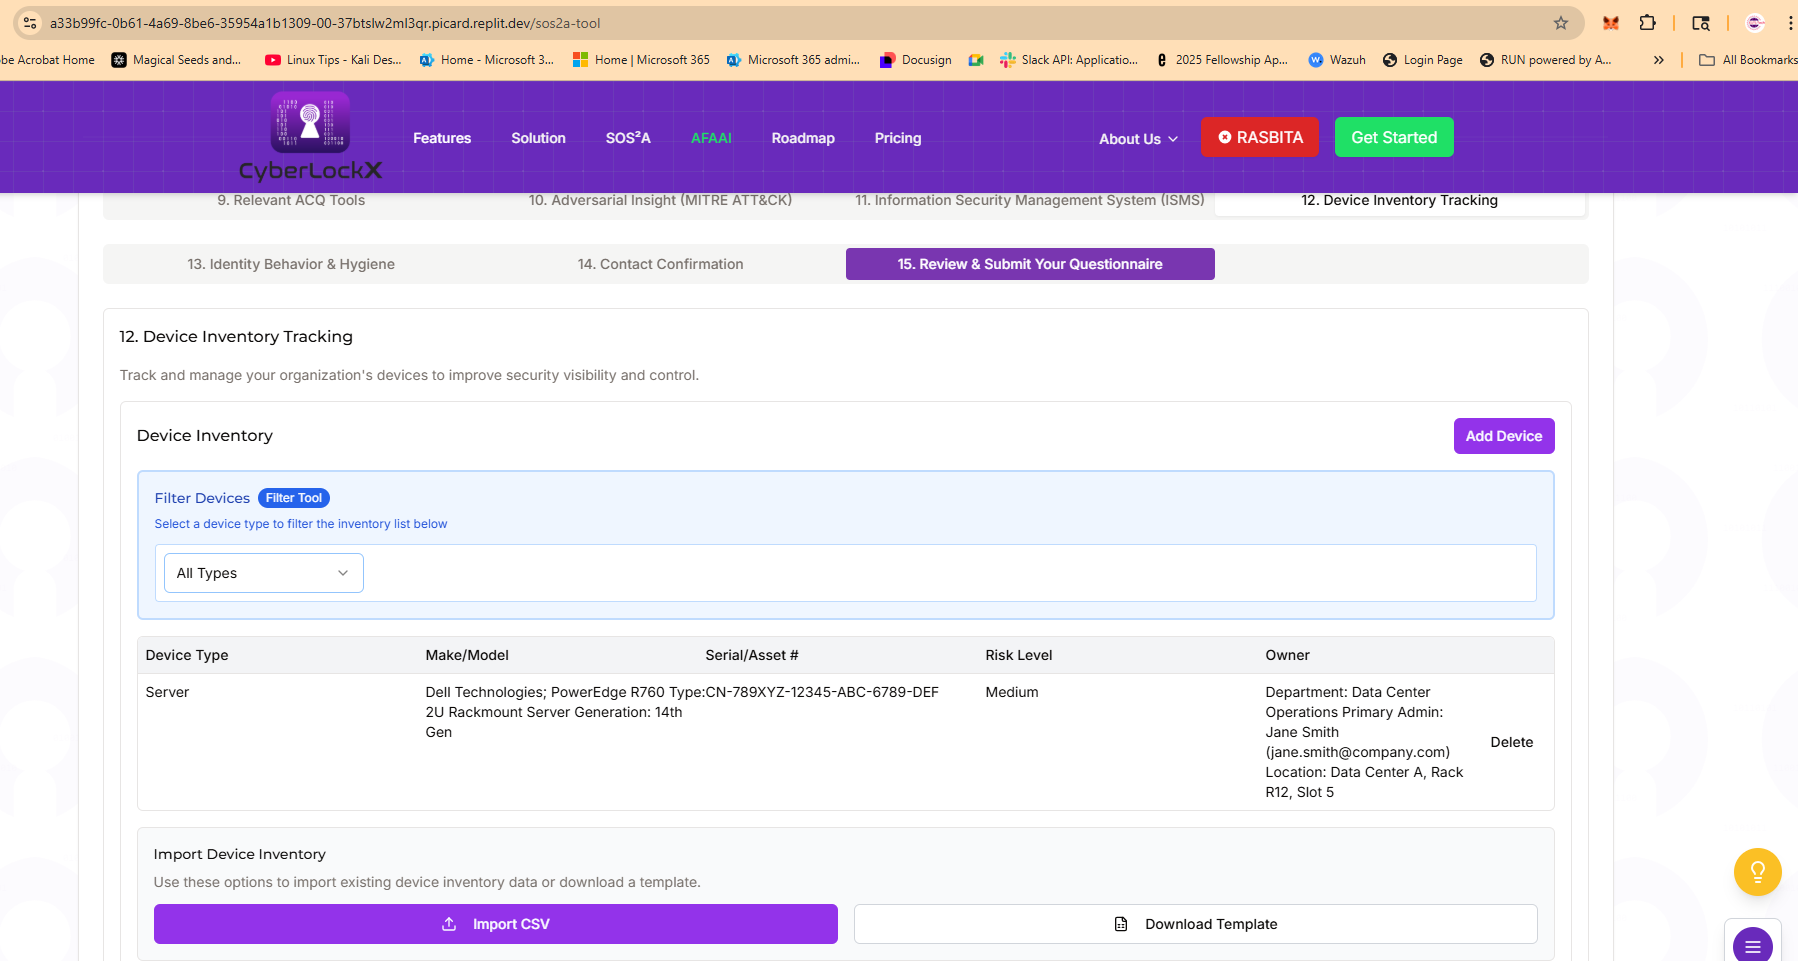 a33b99fc-0b61-4a69-8be6-35954a1b1309-00-37btslw2ml3qr.picard.replit.dev/sos2a-tool
be Acrobat Home
Magical Seeds and...
Linux Tips - Kali Des...
Home - Microsoft 3...
Home | Microsoft 365
Microsoft 365 admi...
Docusign
Slack API: Applicatio...
2025 Fellowship Ap...
Wazuh
Login Page
RUN powered by A...
»
All Bookmarks
CyberLockX
Features
Solution
SOS²A
AFAAI
Roadmap
Pricing
About Us
RASBITA
Get Started
9. Relevant ACQ Tools
10. Adversarial Insight (MITRE ATT&CK)
11. Information Security Management System (ISMS)
12. Device Inventory Tracking
13. Identity Behavior & Hygiene
14. Contact Confirmation
15. Review & Submit Your Questionnaire
12. Device Inventory Tracking
Track and manage your organization's devices to improve security visibility and control.
Device Inventory
Add Device
Filter Devices
Filter Tool
Select a device type to filter the inventory list below
All Types
Device Type
Make/Model
Serial/Asset #
Risk Level
Owner
Server
Dell Technologies; PowerEdge R760 Type:
2U Rackmount Server Generation: 14th
Gen
CN-789XYZ-12345-ABC-6789-DEF
Medium
Department: Data Center
Operations Primary Admin:
Jane Smith
(jane.smith@company.com)
Location: Data Center A, Rack
R12, Slot 5
Delete
Import Device Inventory
Use these options to import existing device inventory data or download a template.
Import CSV
Download Template